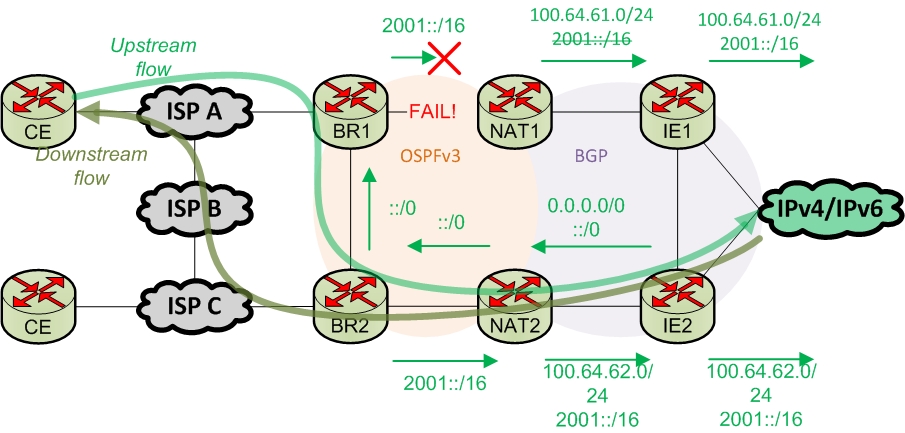 2001::/16
100.64.61.0/24
2001::/16
100.64.61.0/24
2001::/16
Upstream
flow
CE
ISP A
BR1
FAIL!
NAT1
IE1
Downstream
flow
OSPFv3
BGP
ISP B
::/0
::/0
0.0.0.0/0
::/0
IPv4/IPv6
CE
ISP C
BR2
NAT2
IE2
2001::/16
100.64.62.0/
24
2001::/16
100.64.62.0/
24
2001::/16